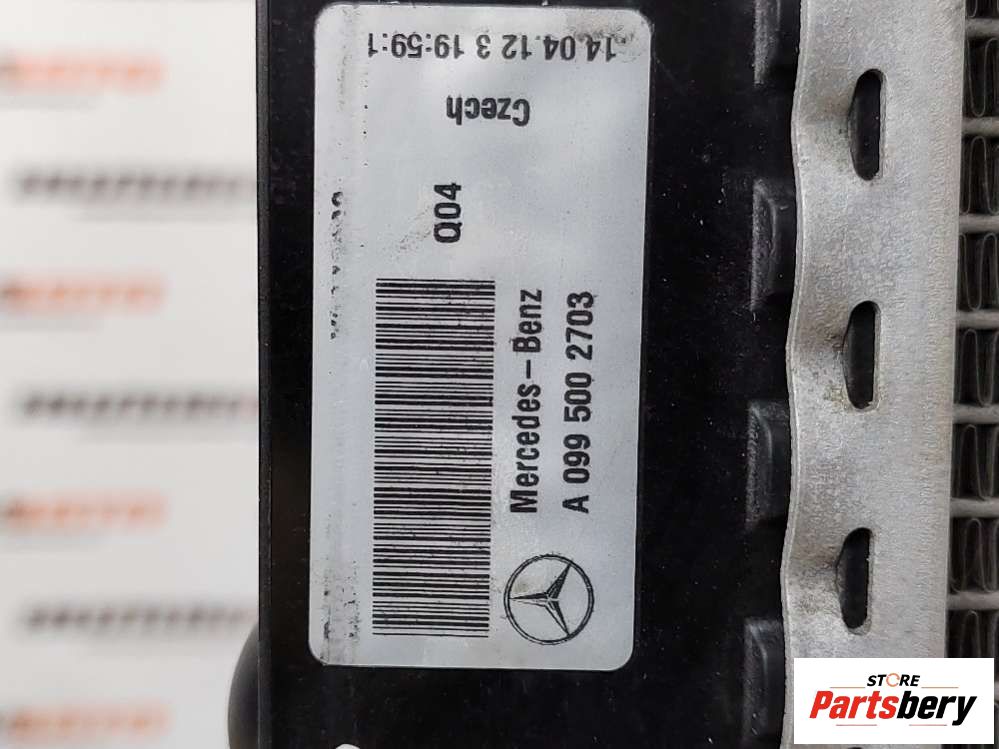 Mercedes-Benz
A 099 500 2703
Q04
Czech
14.04.12 3 19:59:1
STORE
Partsbery